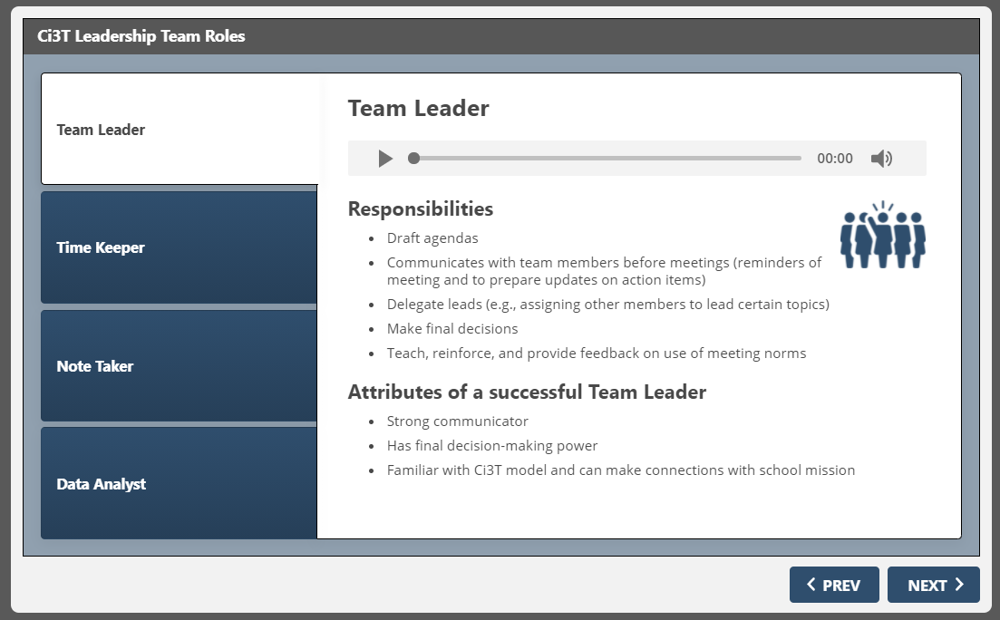 Ci3T Leadership Team Roles
Team Leader
Time Keeper
Note Taker
Data Analyst
Team Leader
00:00
Responsibilities
• Draft agendas
• Communicates with team members before meetings (reminders of
meeting and to prepare updates on action items)
• Delegate leads (e.g., assigning other members to lead certain topics)
• Make final decisions
• Teach, reinforce, and provide feedback on use of meeting norms
Attributes of a successful Team Leader
• Strong communicator
• Has final decision-making power
• Familiar with Ci3T model and can make connections with school mission
PREV
NEXT